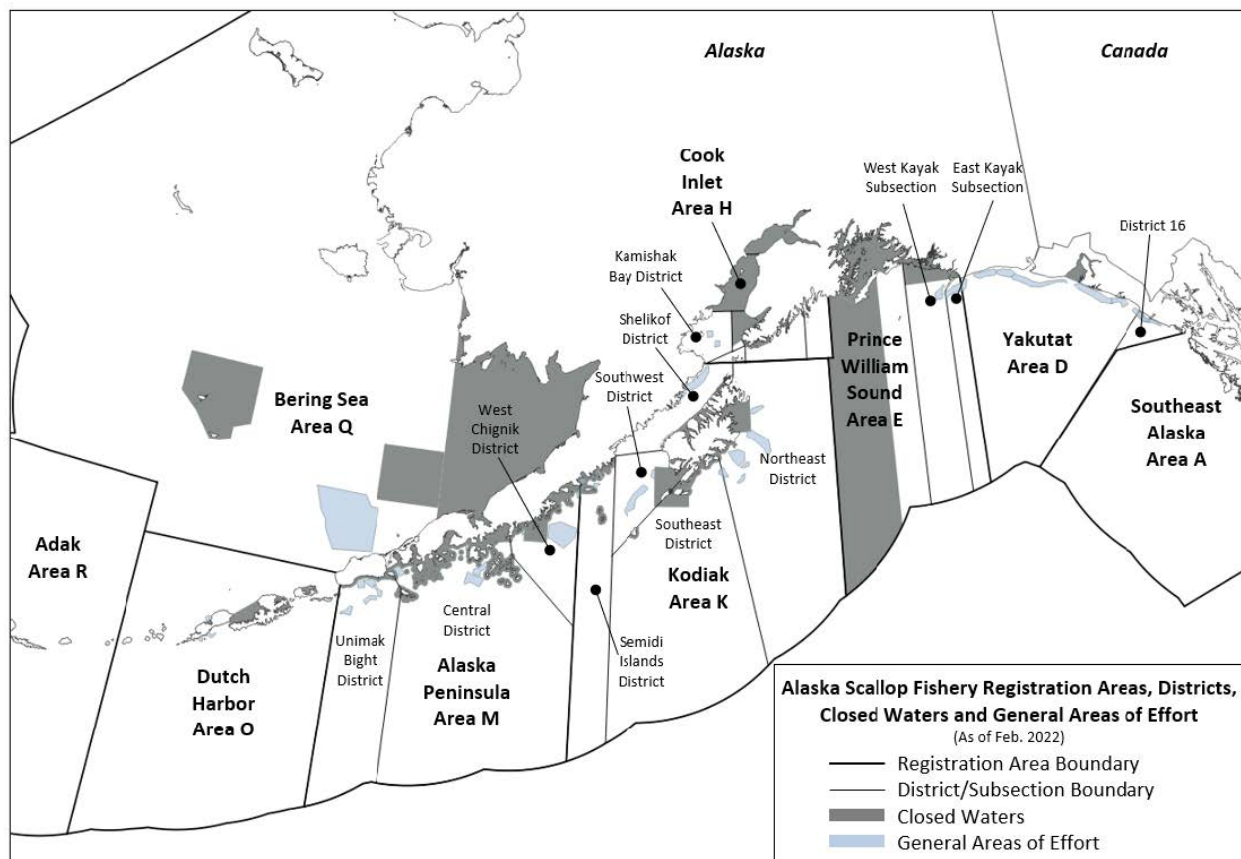 Alaska
Canada
Cook
Inlet
Area H
West Kayak
Subsection
East Kayak
Subsection
District 16
Kamishak
Bay District
Shelikof
District
Southwest
District
West
Chignik
District
Bering Sea
Area Q
Prince
William
Sound
Area E
Yakutat
Area D
Southeast
Alaska
Area A
Northeast
District
Southeast
District
Kodiak
Area K
Adak
Area R
Central
District
Unimak
Bight
District
Semidi
Islands
District
Alaska
Peninsula
Area M
Dutch
Harbor
Area O
Alaska Scallop Fishery Registration Areas, Districts,
Closed Waters and General Areas of Effort
(As of Feb. 2022)
Registration Area Boundary
District/Subsection Boundary
Closed Waters
General Areas of Effort